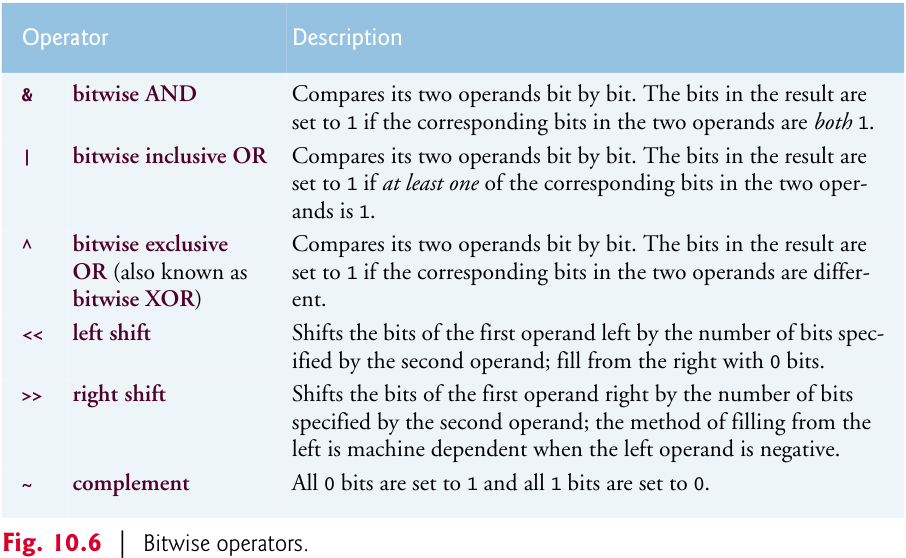 Operator Description
& bitwise AND Compares its two operands bit by bit. The bits in the result are
set to 1 if the corresponding bits in the two operands are both 1.
| bitwise inclusive OR Compares its two operands bit by bit. The bits in the result are
set to 1 if at least one of the corresponding bits in the two oper-
ands is 1.
^ bitwise exclusive Compares its two operands bit by bit. The bits in the result are
OR (also known as set to 1 if the corresponding bits in the two operands are differ-
bitwise XOR) ent.
<< left shift Shifts the bits of the first operand left by the number of bits spec-
ified by the second operand; fill from the right with 0 bits.
>> right shift Shifts the bits of the first operand right by the number of bits
specified by the second operand; the method of filling from the
left is machine dependent when the left operand is negative.
~ complement All 0 bits are set to 1 and all 1 bits are set to 0.
Fig. 10.6 | Bitwise operators.